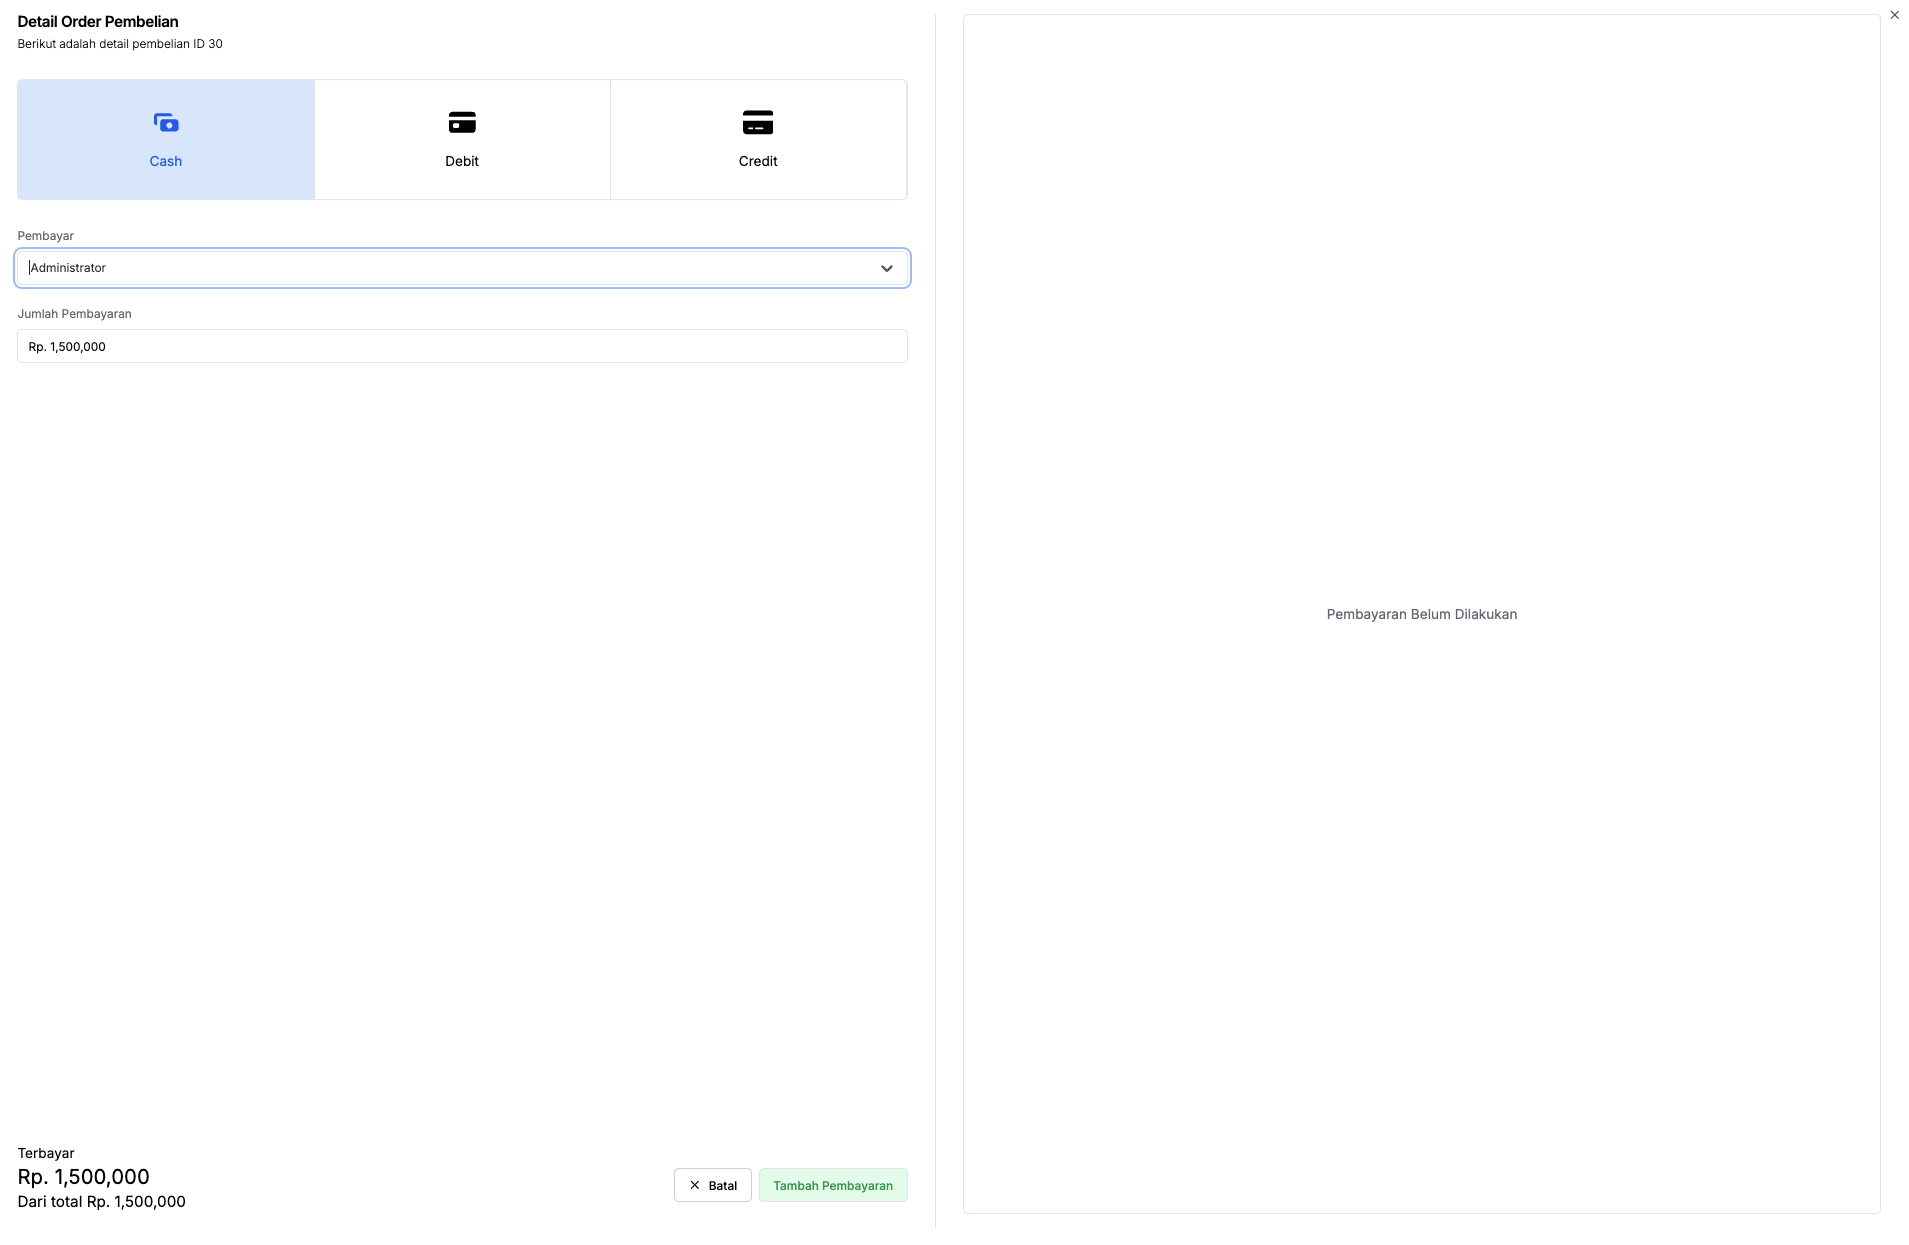 Detail Order Pembelian
Berikut adalah detail pembelian ID 30
Cash
Debit
Credit
Pembayar
Administrator
Jumlah Pembayaran
Rp. 1,500,000
Terbayar
Rp. 1,500,000
Dari total Rp. 1,500,000
Batal
Tambah Pembayaran
Pembayaran Belum Dilakukan